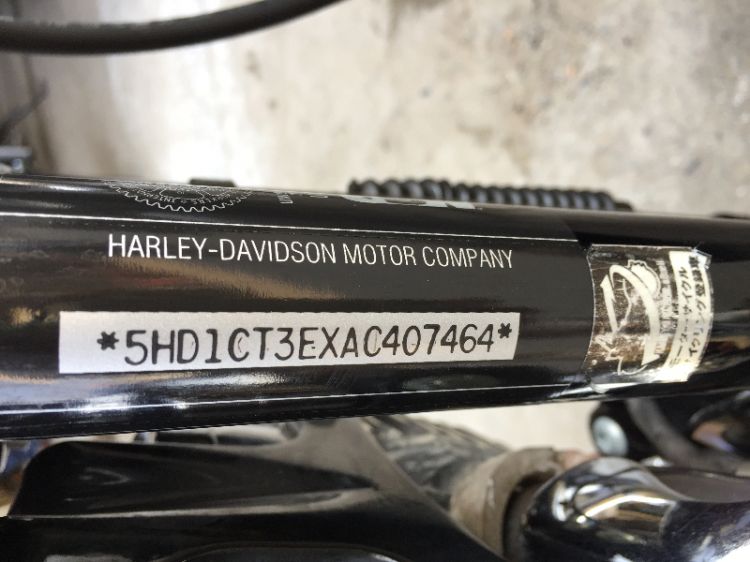 HARLEY-DAVIDSON MOTOR COMPANY
*5HD1CT3EXAC407464*